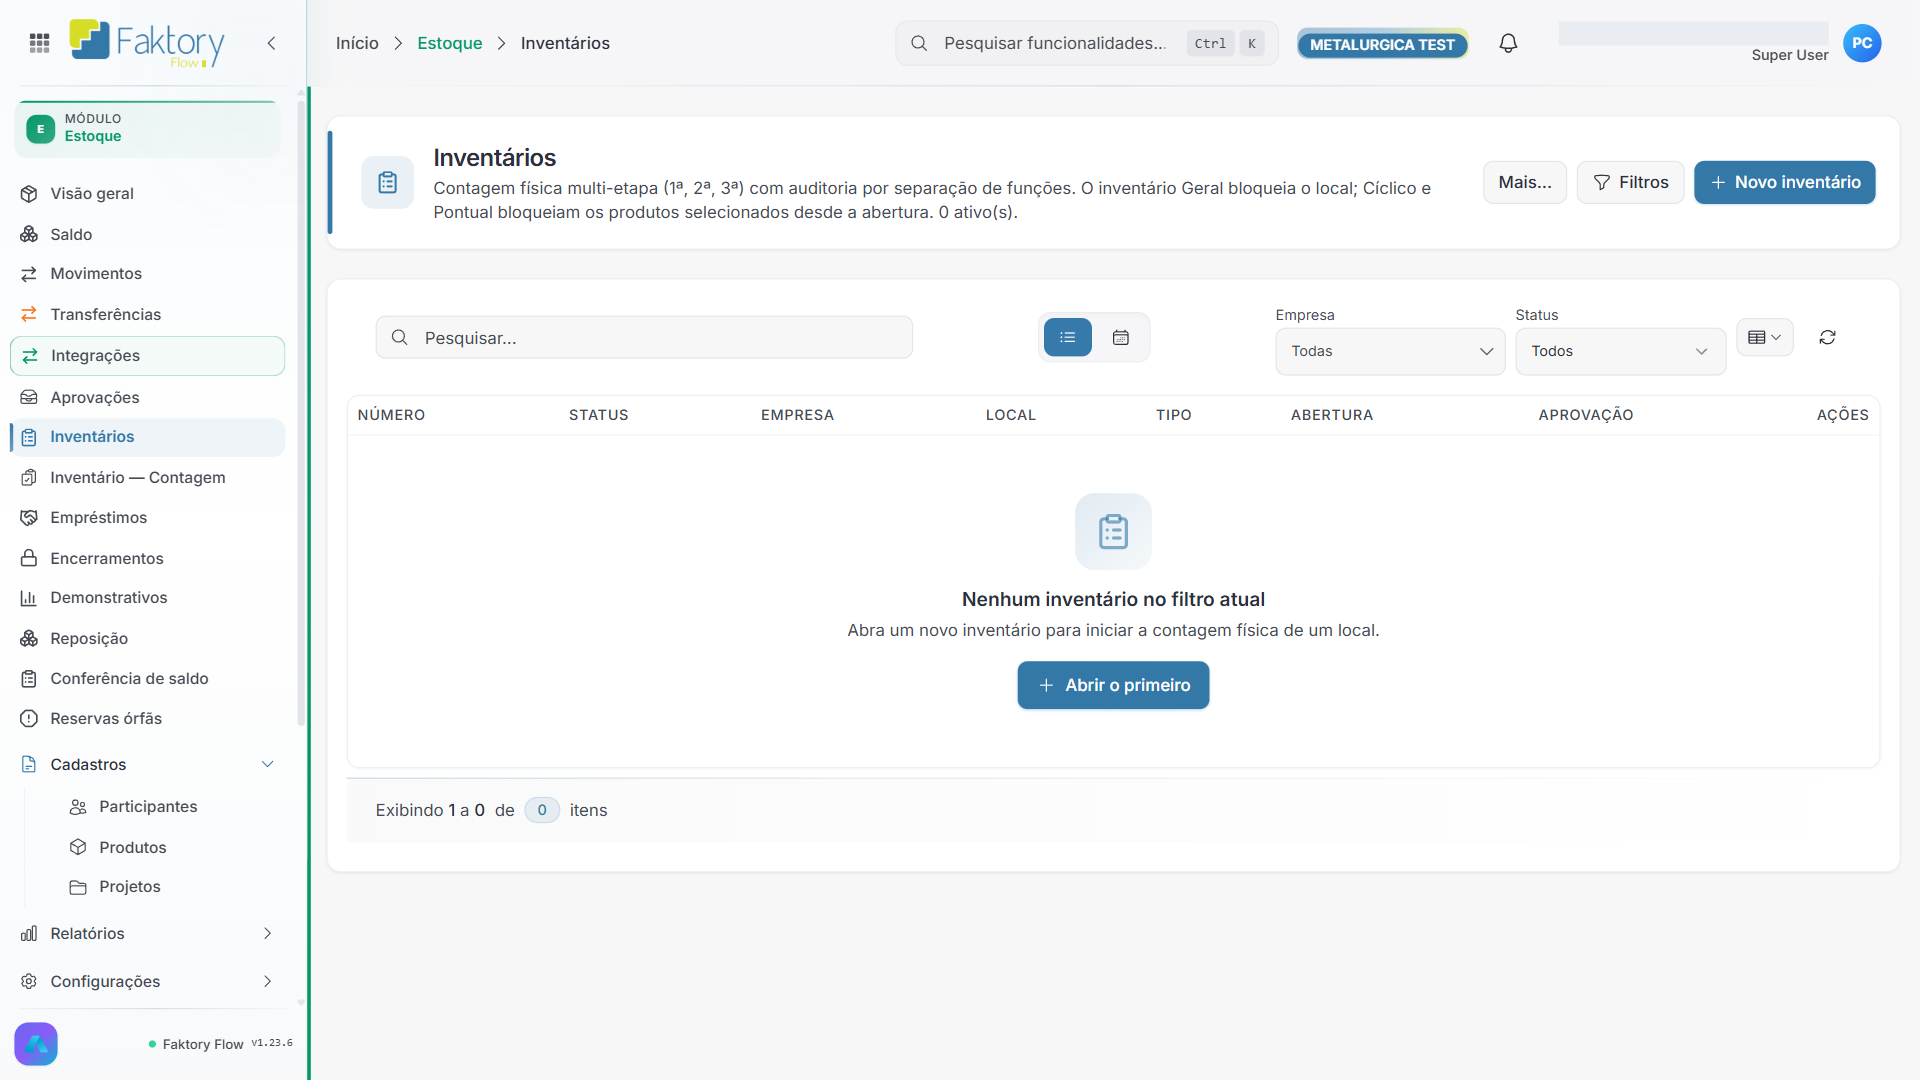 Faktory
Flow
Início
Estoque
Inventários
Pesquisar funcionalidades...
Ctrl
K
METALURGICA TEST
Super User
PC
E
MÓDULO
Estoque
Visão geral
Saldo
Movimentos
Transferências
Integrações
Aprovações
Inventários
Inventário — Contagem
Empréstimos
Encerramentos
Demonstrativos
Reposição
Conferência de saldo
Reservas órfãs
Cadastros
Participantes
Produtos
Projetos
Relatórios
Configurações
Faktory Flow v1.23.6
Inventários
Contagem física multi-etapa (1ª, 2ª, 3ª) com auditoria por separação de funções. O inventário Geral bloqueia o local; Cíclico e
Pontual bloqueiam os produtos selecionados desde a abertura. 0 ativo(s).
Mais...
Filtros
Novo inventário
Pesquisar...
Empresa
Todas
Status
Todos
NÚMERO
STATUS
EMPRESA
LOCAL
TIPO
ABERTURA
APROVAÇÃO
AÇÕES
Nenhum inventário no filtro atual
Abra um novo inventário para iniciar a contagem física de um local.
Abrir o primeiro
Exibindo 1 a 0 de 0 itens